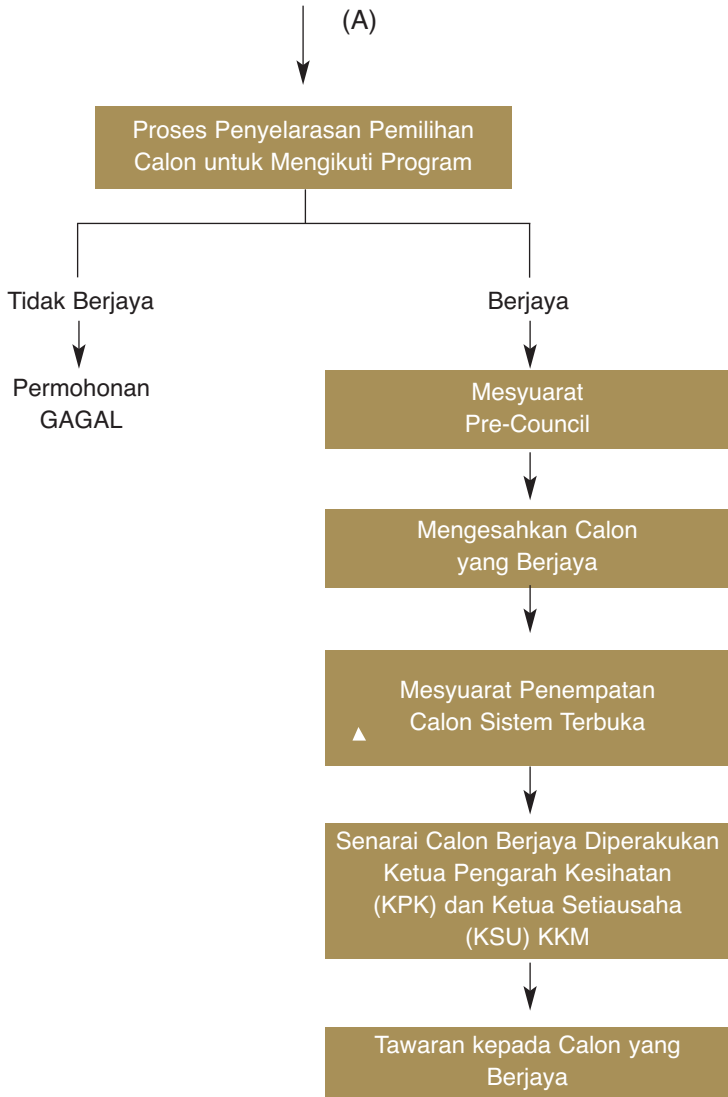 (A)
Proses Penyelarasan Pemilihan
Calon untuk Mengikuti Program
Tidak Berjaya
Permohonan
GAGAL
Berjaya
Mesyuarat
Pre-Council
Mengesahkan Calon
yang Berjaya
Mesyuarat Penempatan
Calon Sistem Terbuka
Senarai Calon Berjaya Diperakukan
Ketua Pengarah Kesihatan
(KPK) dan Ketua Setiausaha
(KSU) KKM
Tawaran kepada Calon yang
Berjaya